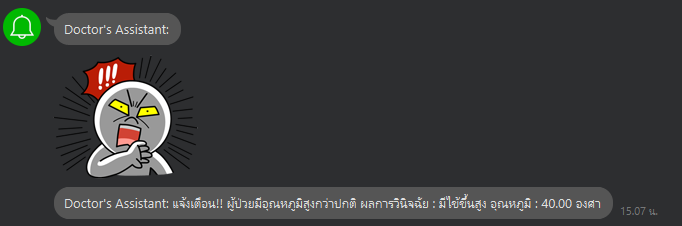 Doctor's Assistant:
!!!
Doctor's Assistant: แจ้งเตือน!! ผู้ป่วยมีอุณหภูมิสูงกว่าปกติ ผลการวินิจฉัย : มีไข้ขึ้นสูง อุณหภูมิ : 40.00 องศา
15.07 น.